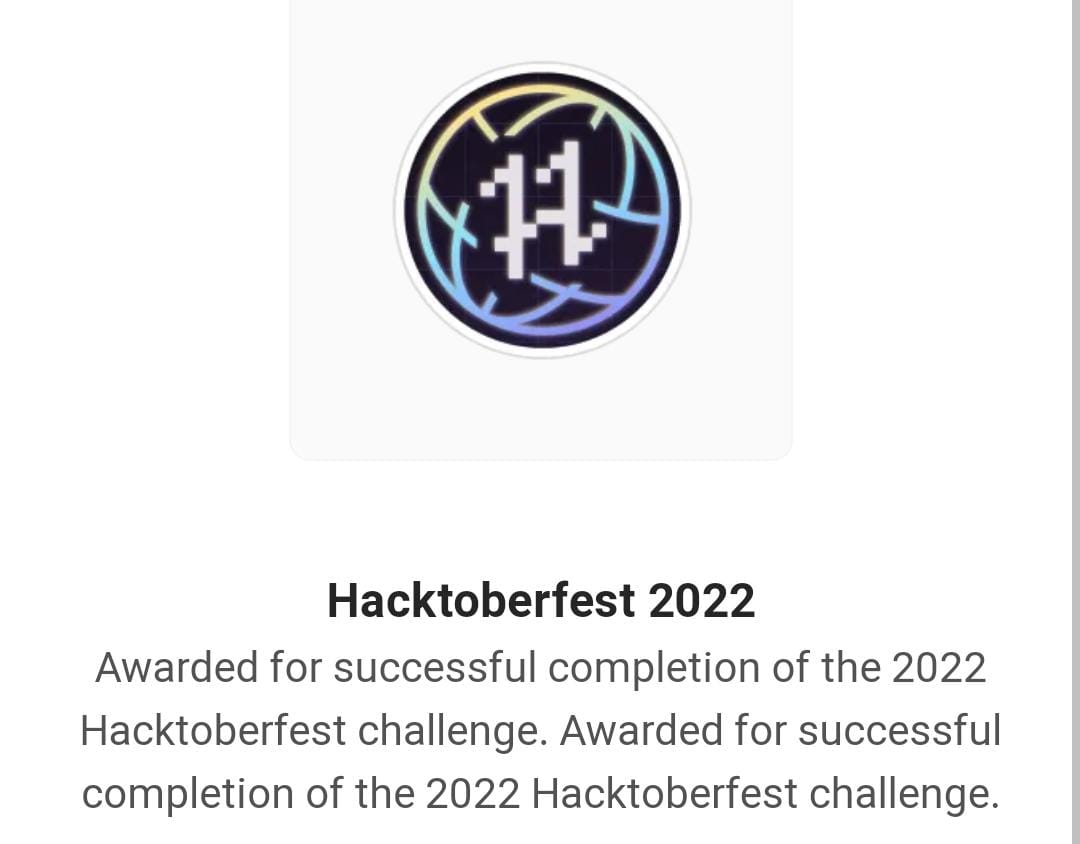 Hacktoberfest 2022
Awarded for successful completion of the 2022
Hacktoberfest challenge. Awarded for successful
completion of the 2022 Hacktoberfest challenge.